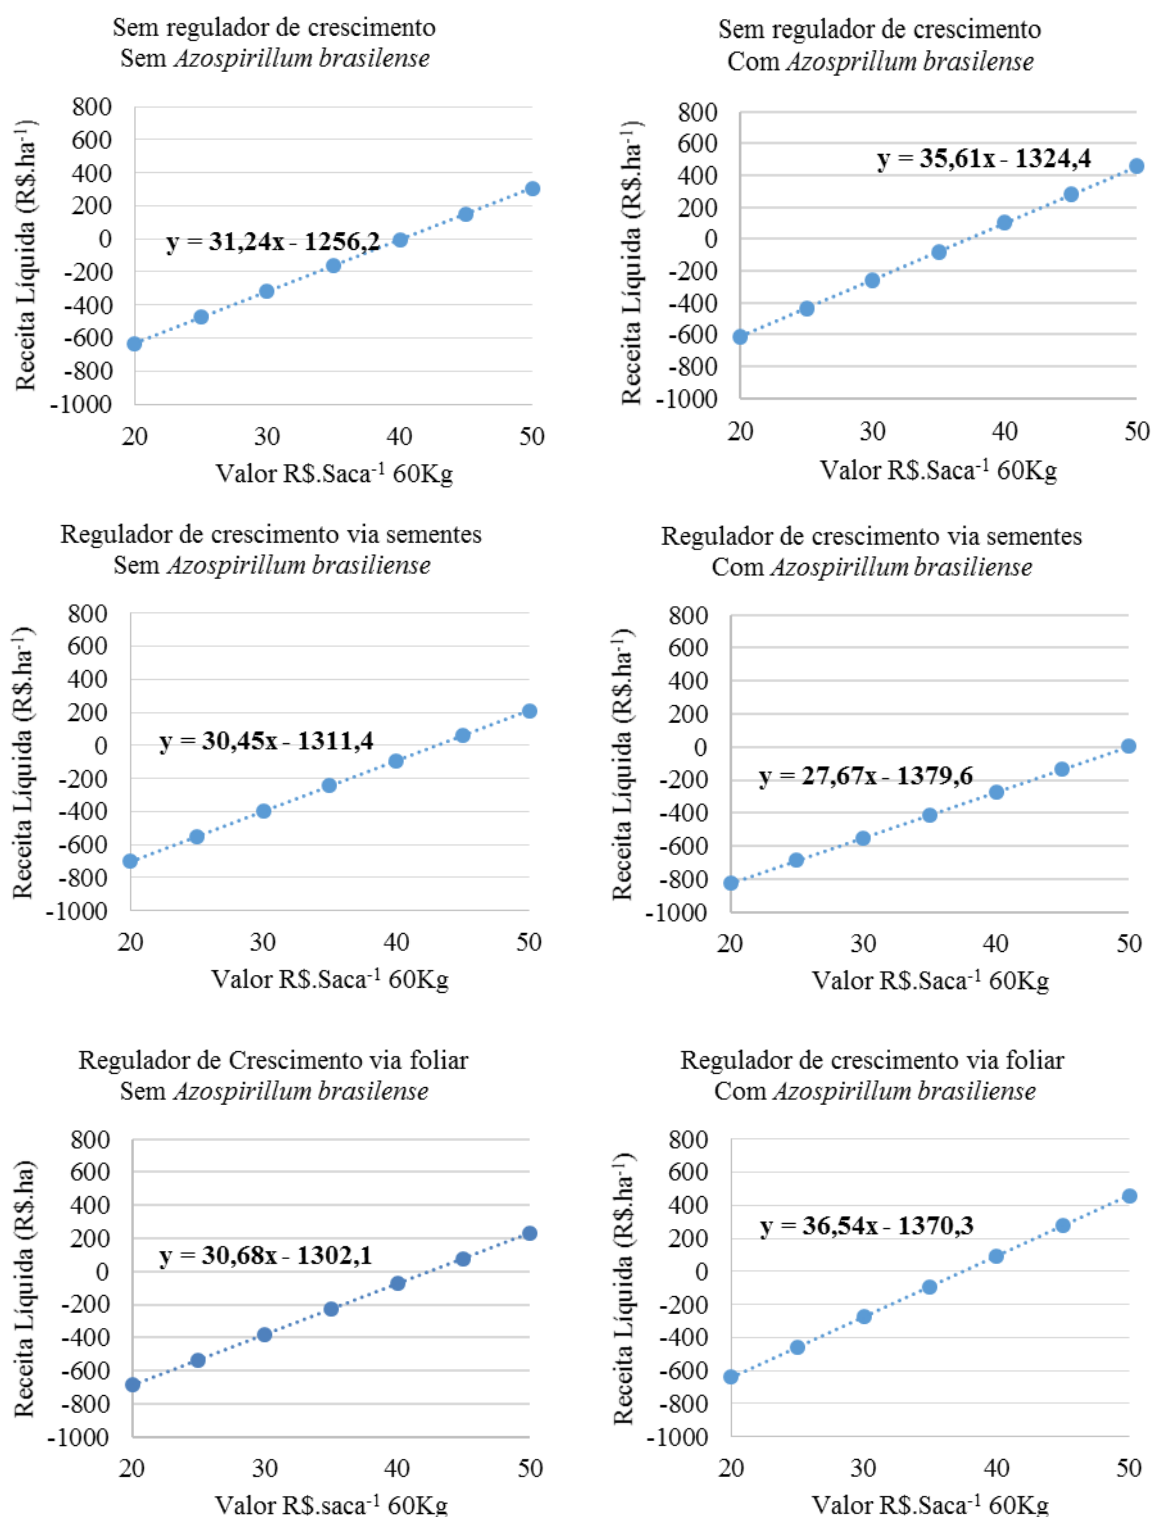 Sem regulador de crescimento
Sem Azospirillum brasilense
800
600
400
200
0
-200
-400
-600
-800
-1000
Receita Líquida (R$.ha⁻¹)
y = 31,24x - 1256,2
20 30 40 50
Valor R$.Saca⁻¹ 60Kg
Sem regulador de crescimento
Com Azosprillum brasilense
800
600
400
200
0
-200
-400
-600
-800
-1000
Receita Líquida (R$.ha⁻¹)
y = 35,61x - 1324,4
20 30 40 50
Valor R$.Saca⁻¹ 60Kg
Regulador de crescimento via sementes
Sem Azospirillum brasiliense
800
600
400
200
0
-200
-400
-600
-800
-1000
Receita Líquida (R$.ha⁻¹)
y = 30,45x - 1311,4
20 30 40 50
Valor R$.Saca⁻¹ 60Kg
Regulador de crescimento via sementes
Com Azospirillum brasiliense
800
600
400
200
0
-200
-400
-600
-800
-1000
Receita Líquida (R$.ha⁻¹)
y = 27,67x - 1379,6
20 30 40 50
Valor R$.Saca⁻¹ 60Kg
Regulador de Crescimento via foliar
Sem Azospirillum brasilense
800
600
400
200
0
-200
-400
-600
-800
-1000
Receita Líquida (R$.ha)
y = 30,68x - 1302,1
20 30 40 50
Valor R$.saca⁻¹ 60Kg
Regulador de crescimento via foliar
Com Azospirillum brasiliense
800
600
400
200
0
-200
-400
-600
-800
-1000
Receita Líquida (R$.ha⁻¹)
y = 36,54x - 1370,3
20 30 40 50
Valor R$.Saca⁻¹ 60Kg